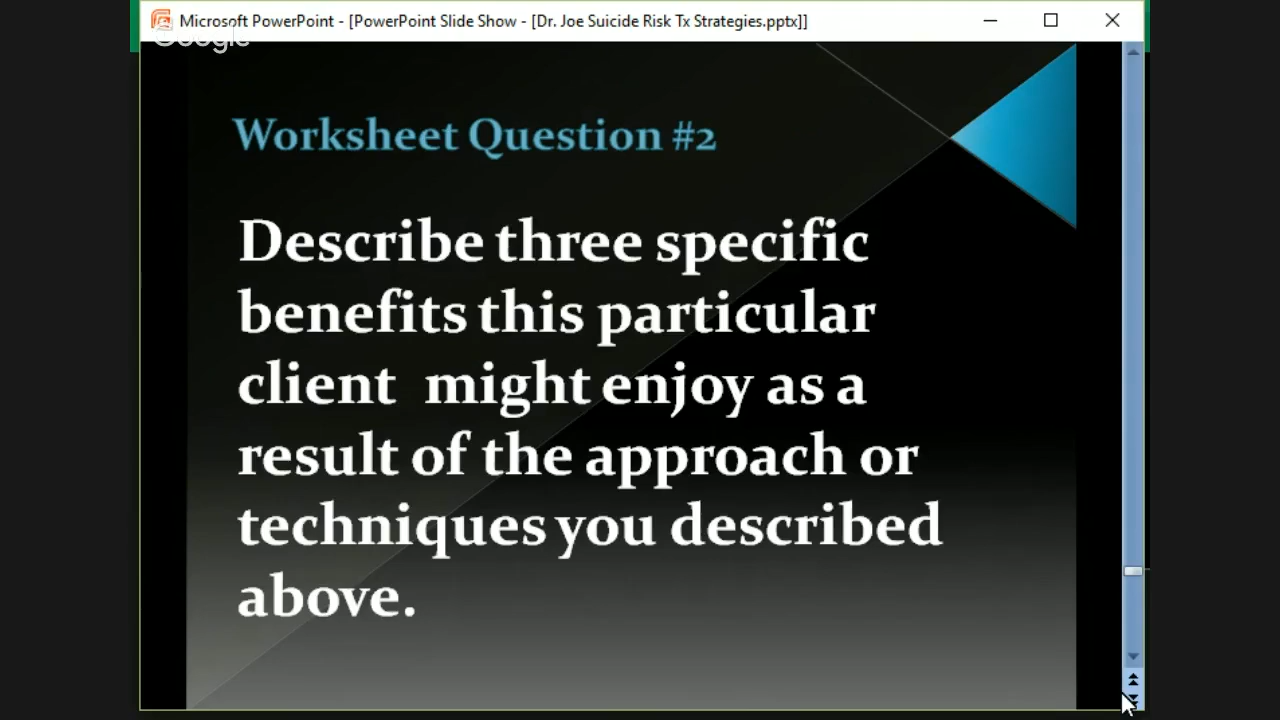 Microsoft PowerPoint - [PowerPoint Slide Show - [Dr. Joe Suicide Risk Tx Strategies.pptx]]
Google
Worksheet Question #2
Describe three specific
benefits this particular
client might enjoy as a
result of the approach or
techniques you described
above.